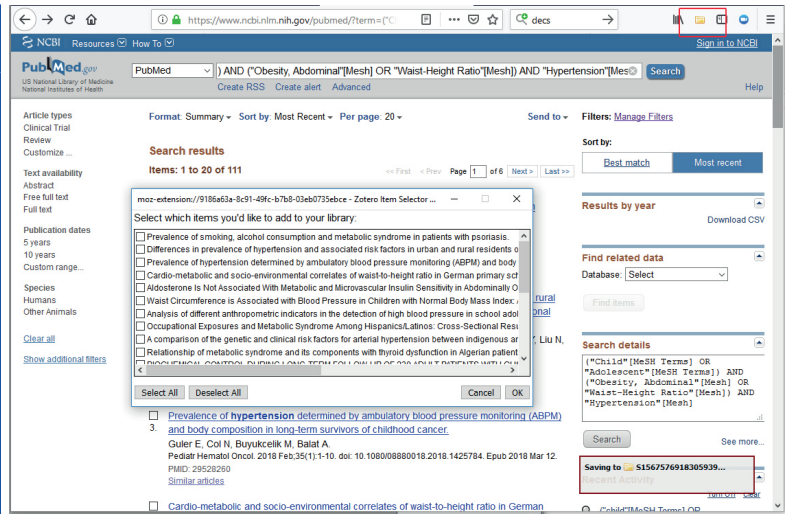 https://www.ncbi.nlm.nih.gov/pubmed/?term=("C
decs
NCBI Resources How To
Sign in to NCBI
PubMed.gov
US National Library of Medicine
National Institutes of Health
PubMed
) AND ("Obesity, Abdominal"[Mesh] OR "Waist-Height Ratio"[Mesh]) AND "Hypertension"[Mes
Search
Create RSS Create alert Advanced
Help
Article types
Clinical Trial
Review
Customize ...
Text availability
Abstract
Free full text
Full text
Publication dates
5 years
10 years
Custom range...
Species
Humans
Other Animals
Clear all
Show additional filters
Format: Summary Sort by: Most Recent Per page: 20
Send to
Search results
Items: 1 to 20 of 111
<< First < Prev Page 1 of 6 Next > Last >>
moz-extension://9186a63a-8c91-49fc-b7b8-03eb0735ebce - Zotero Item Selector ...
Select which items you'd like to add to your library:
Prevalence of smoking, alcohol consumption and metabolic syndrome in patients with psoriasis.
Differences in prevalence of hypertension and associated risk factors in urban and rural residents o
Prevalence of hypertension determined by ambulatory blood pressure monitoring (ABPM) and body
Cardio-metabolic and socio-environmental correlates of waist-to-height ratio in German primary sch
Aldosterone Is Not Associated With Metabolic and Microvascular Insulin Sensitivity in Abdominally O
Waist Circumference is Associated with Blood Pressure in Children with Normal Body Mass Index:
Analysis of different anthropometric indicators in the detection of high blood pressure in school adol
Occupational Exposures and Metabolic Syndrome Among Hispanics/Latinos: Cross-Sectional Resu
A comparison of the genetic and clinical risk factors for arterial hypertension between indigenous ar
Relationship of metabolic syndrome and its components with thyroid dysfunction in Algerian patient
BIOCHEMICAL CONTROL DURING LONG-TERM FOLLOW-UP OF 230 ADULT PATIENTS WITH CU
Select All Deselect All Cancel OK
rural
onal
Y, Liu N,
3. Prevalence of hypertension determined by ambulatory blood pressure monitoring (ABPM)
and body composition in long-term survivors of childhood cancer.
Guler E, Col N, Buyukcelik M, Balat A.
Pediatr Hematol Oncol. 2018 Feb;35(1):1-10. doi: 10.1080/08880018.2018.1425784. Epub 2018 Mar 12.
PMID: 29528260
Similar articles
Cardio-metabolic and socio-environmental correlates of waist-to-height ratio in German
Filters: Manage Filters
Sort by:
Best match Most recent
Results by year
Download CSV
Find related data
Database: Select
Find items
Search details
("Child"[MeSH Terms] OR
"Adolescent"[MeSH Terms]) AND
("Obesity, Abdominal"[Mesh] OR
"Waist-Height Ratio"[Mesh]) AND
"Hypertension"[Mesh]
Search
See more...
Saving to S1567576918305939...
Recent Activity
Turn Off Clear
("child"[MeSH Terms] OR